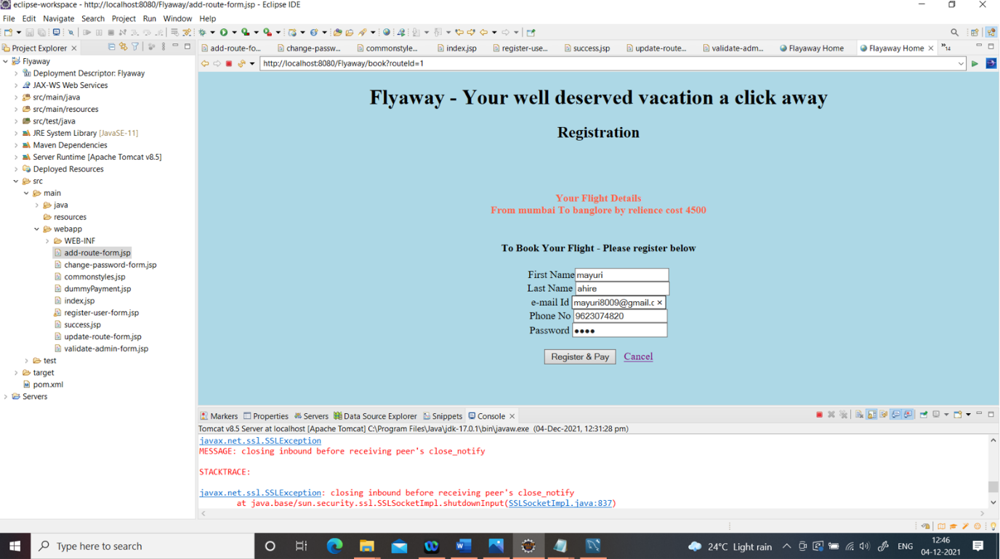 eclipse-workspace - http://localhost:8080/Flyaway/add-route-form.jsp - Eclipse IDE
File Edit Navigate Search Project Run Window Help
Project Explorer
add-route-fo... change-passw... commonstyle... index.jsp register-use... success.jsp update-route... validate-adm... Flayaway Home Flayaway Home 14
http://localhost:8080/Flyaway/book?routeId=1
Flyaway
Deployment Descriptor: Flyaway
JAX-WS Web Services
src/main/java
src/main/resources
src/test/java
JRE System Library [JavaSE-11]
Maven Dependencies
Server Runtime [Apache Tomcat v8.5]
Deployed Resources
src
main
java
resources
webapp
WEB-INF
add-route-form.jsp
change-password-form.jsp
commonstyles.jsp
dummyPayment.jsp
index.jsp
register-user-form.jsp
success.jsp
update-route-form.jsp
validate-admin-form.jsp
test
target
pom.xml
Servers
Flyaway - Your well deserved vacation a click away
Registration
Your Flight Details
From mumbai To banglore by relience cost 4500
To Book Your Flight - Please register below
First Name mayuri
Last Name ahire
e-mail Id mayuri8009@gmail.c
Phone No 9623074820
Password ●●●●
Register & Pay Cancel
Markers Properties Servers Data Source Explorer Snippets Console
Tomcat v8.5 Server at localhost [Apache Tomcat] C:\Program Files\Java\jdk-17.0.1\bin\javaw.exe (04-Dec-2021, 12:31:28 pm)
javax.net.ssl.SSLException
MESSAGE: closing inbound before receiving peer's close_notify
STACKTRACE:
javax.net.ssl.SSLException: closing inbound before receiving peer's close_notify
at java.base/sun.security.ssl.SSLSocketImpl.shutdownInput(SSLSocketImpl.java:837)
Type here to search
24°C Light rain
ENG
12:46
04-12-2021